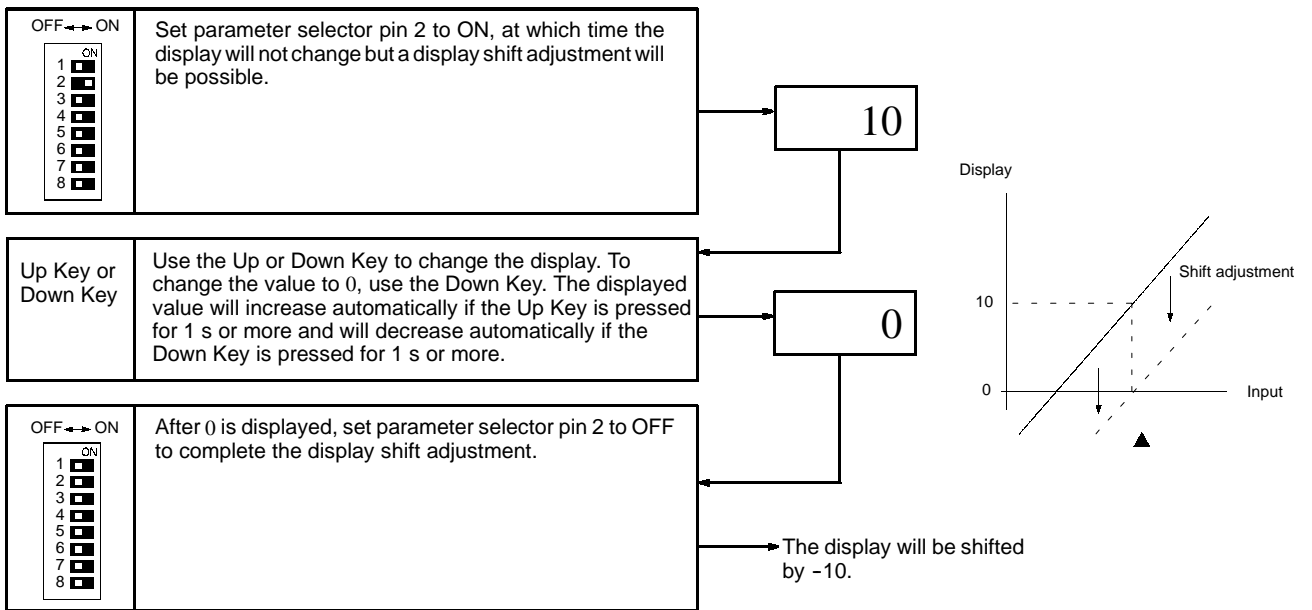 OFF ON
ON
1
2
3
4
5
6
7
8
Set parameter selector pin 2 to ON, at which time the
display will not change but a display shift adjustment will
be possible.
10
Up Key or
Down Key
Use the Up or Down Key to change the display. To
change the value to 0, use the Down Key. The displayed
value will increase automatically if the Up Key is pressed
for 1 s or more and will decrease automatically if the
Down Key is pressed for 1 s or more.
0
OFF ON
ON
1
2
3
4
5
6
7
8
After 0 is displayed, set parameter selector pin 2 to OFF
to complete the display shift adjustment.
The display will be shifted
by -10.
Display
Shift adjustment
10
0
Input